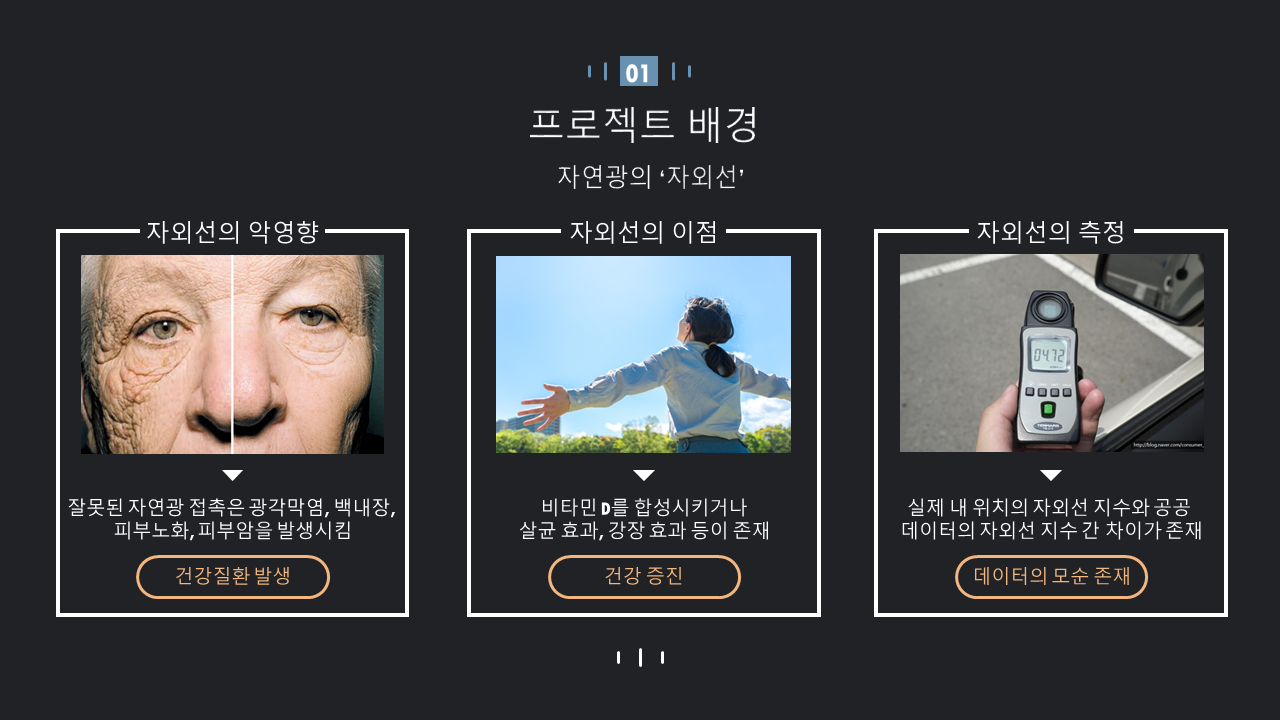 01
프로젝트 배경
자연광의 ‘자외선’
자외선의 악영향
잘못된 자연광 접촉은 광각막염, 백내장,
피부노화, 피부암을 발생시킴
건강질환 발생
자외선의 이점
비타민 D를 합성시키거나
살균 효과, 강장 효과 등이 존재
건강 증진
자외선의 측정
04.72
TENMARS
http://blog.naver.com/consumer_
실제 내 위치의 자외선 지수와 공공
데이터의 자외선 지수 간 차이가 존재
데이터의 모순 존재